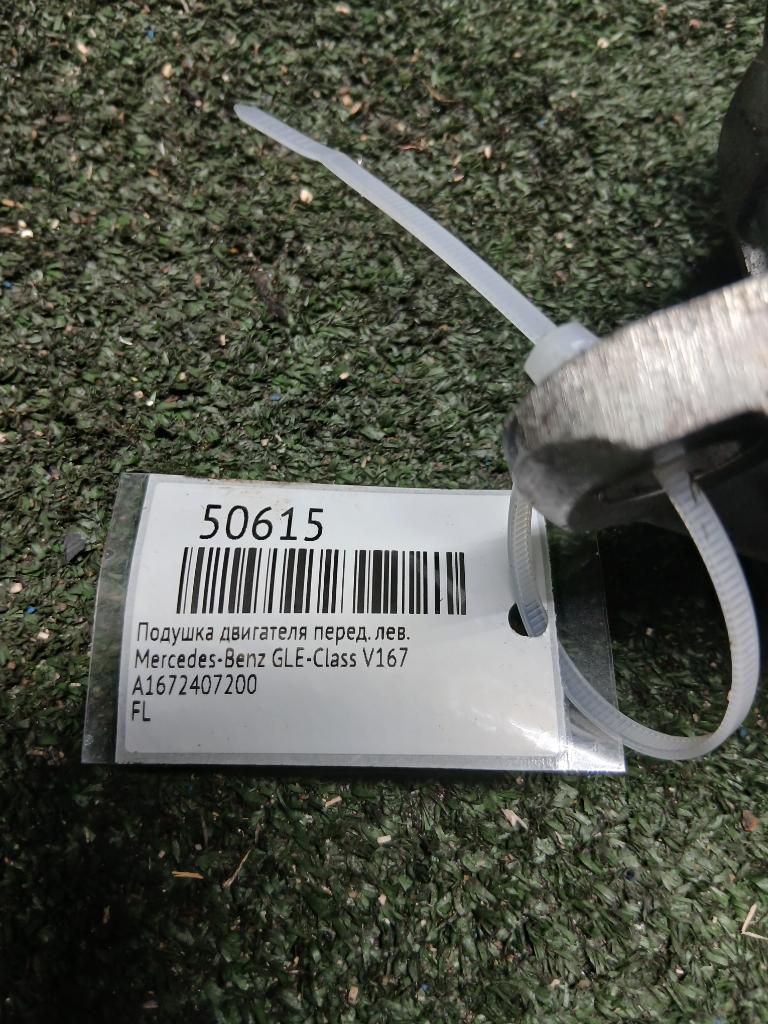 50615
Подушка двигателя перед. лев.
Mercedes-Benz GLE-Class V167
A1672407200
FL